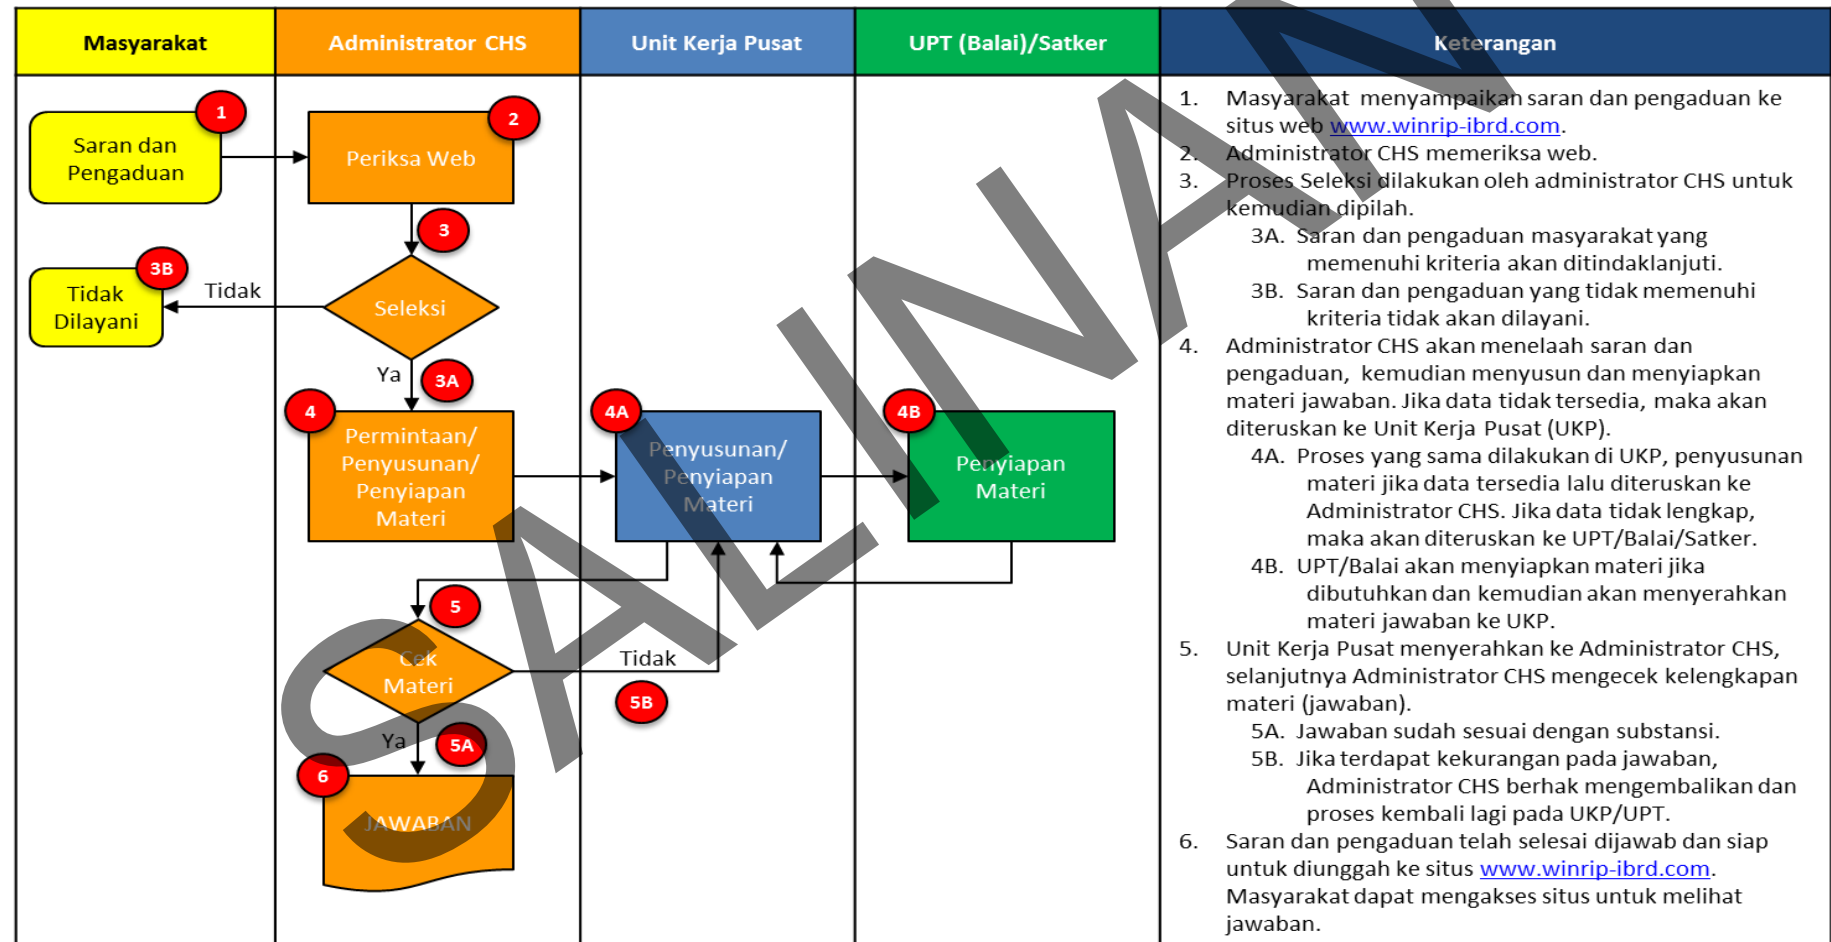 Masyarakat
Administrator CHS
Unit Kerja Pusat
UPT (Balai)/Satker
Keterangan
1
Saran dan
Pengaduan
2
Periksa Web
3
3B
Tidak
Dilayani
Tidak
Seleksi
Ya
3A
4
Permintaan/
Penyusunan/
Penyiapan
Materi
4A
Penyusunan/
Penyiapan
Materi
4B
Penyiapan
Materi
5
Cek
Materi
Tidak
5B
Ya
5A
6
JAWABAN
1. Masyarakat menyampaikan saran dan pengaduan ke
situs web www.winrip-ibrd.com.
2. Administrator CHS memeriksa web.
3. Proses Seleksi dilakukan oleh administrator CHS untuk
kemudian dipilah.
3A. Saran dan pengaduan masyarakat yang
memenuhi kriteria akan ditindaklanjuti.
3B. Saran dan pengaduan yang tidak memenuhi
kriteria tidak akan dilayani.
4. Administrator CHS akan menelaah saran dan
pengaduan, kemudian menyusun dan menyiapkan
materi jawaban. Jika data tidak tersedia, maka akan
diteruskan ke Unit Kerja Pusat (UKP).
4A. Proses yang sama dilakukan di UKP, penyusunan
materi jika data tersedia lalu diteruskan ke
Administrator CHS. Jika data tidak lengkap,
maka akan diteruskan ke UPT/Balai/Satker.
4B. UPT/Balai akan menyiapkan materi jika
dibutuhkan dan kemudian akan menyerahkan
materi jawaban ke UKP.
5. Unit Kerja Pusat menyerahkan ke Administrator CHS,
selanjutnya Administrator CHS mengecek kelengkapan
materi (jawaban).
5A. Jawaban sudah sesuai dengan substansi.
5B. Jika terdapat kekurangan pada jawaban,
Administrator CHS berhak mengembalikan dan
proses kembali lagi pada UKP/UPT.
6. Saran dan pengaduan telah selesai dijawab dan siap
untuk diunggah ke situs www.winrip-ibrd.com.
Masyarakat dapat mengakses situs untuk melihat
jawaban.
SALINAN